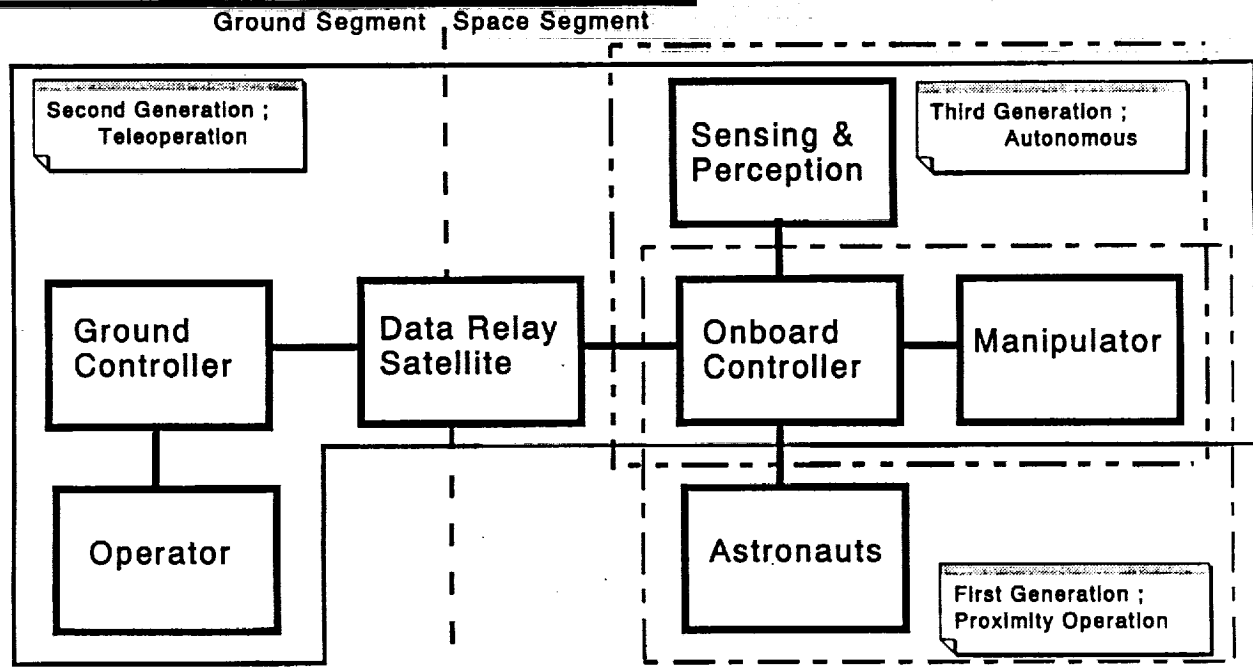 Ground Segment
Space Segment
Second Generation ;
Teleoperation
Sensing &
Perception
Third Generation ;
Autonomous
Ground
Controller
Data Relay
Satellite
Onboard
Controller
Manipulator
Operator
Astronauts
First Generation ;
Proximity Operation